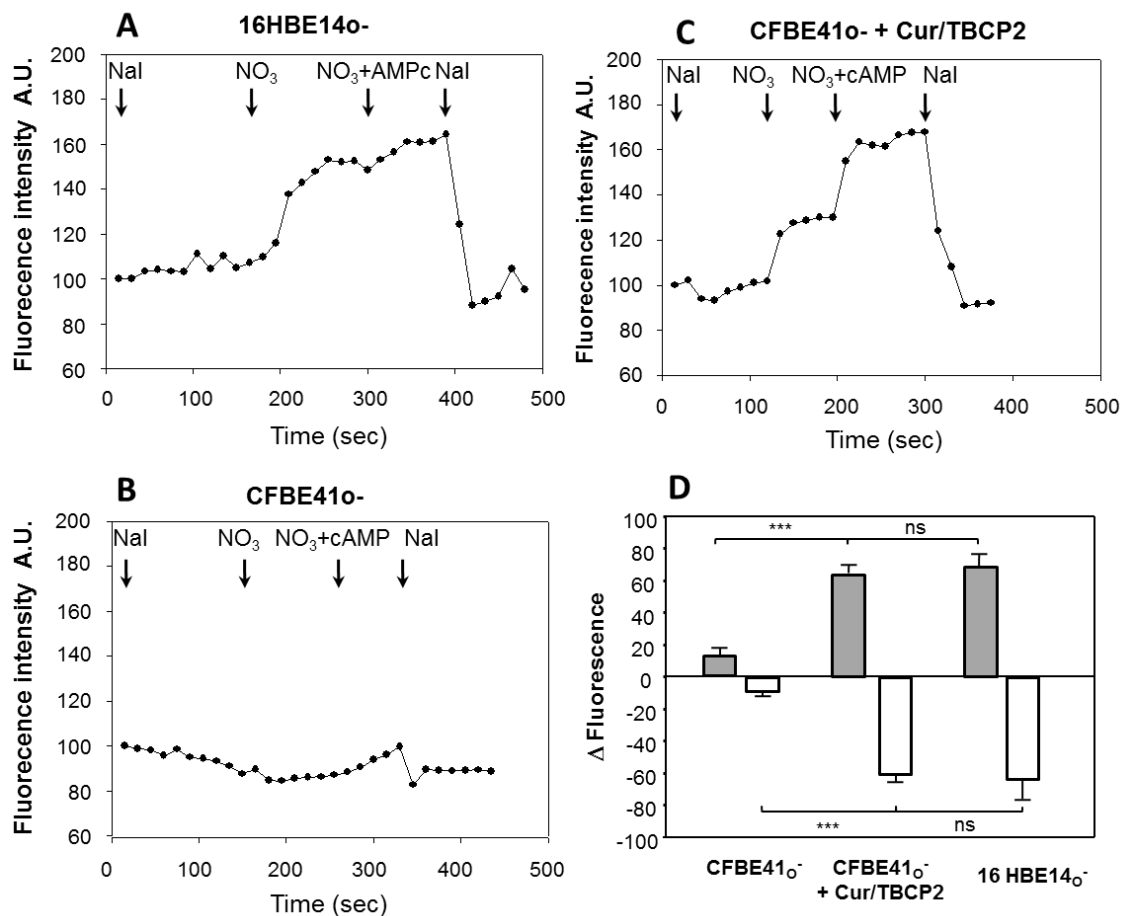 A 16HBE14o-
Fluorecence intensity A.U.
200
180
160
140
120
100
80
60
NaI NO₃ NO₃+AMPc NaI
0 100 200 300 400 500
Time (sec)
C CFBE41o- + Cur/TBCP2
Fluorecence intensity A.U.
200
180
160
140
120
100
80
60
NaI NO₃ NO₃+cAMP NaI
0 100 200 300 400 500
Time (sec)
B CFBE41o-
Fluorecence intensity A.U.
200
180
160
140
120
100
80
60
NaI NO₃ NO₃+cAMP NaI
0 100 200 300 400 500
Time (sec)
D
Δ Fluorescence
100
80
60
40
20
0
-20
-40
-60
-80
-100
*** ns
*** ns
CFBE41o⁻
CFBE41o⁻
+ Cur/TBCP2
16 HBE14o⁻